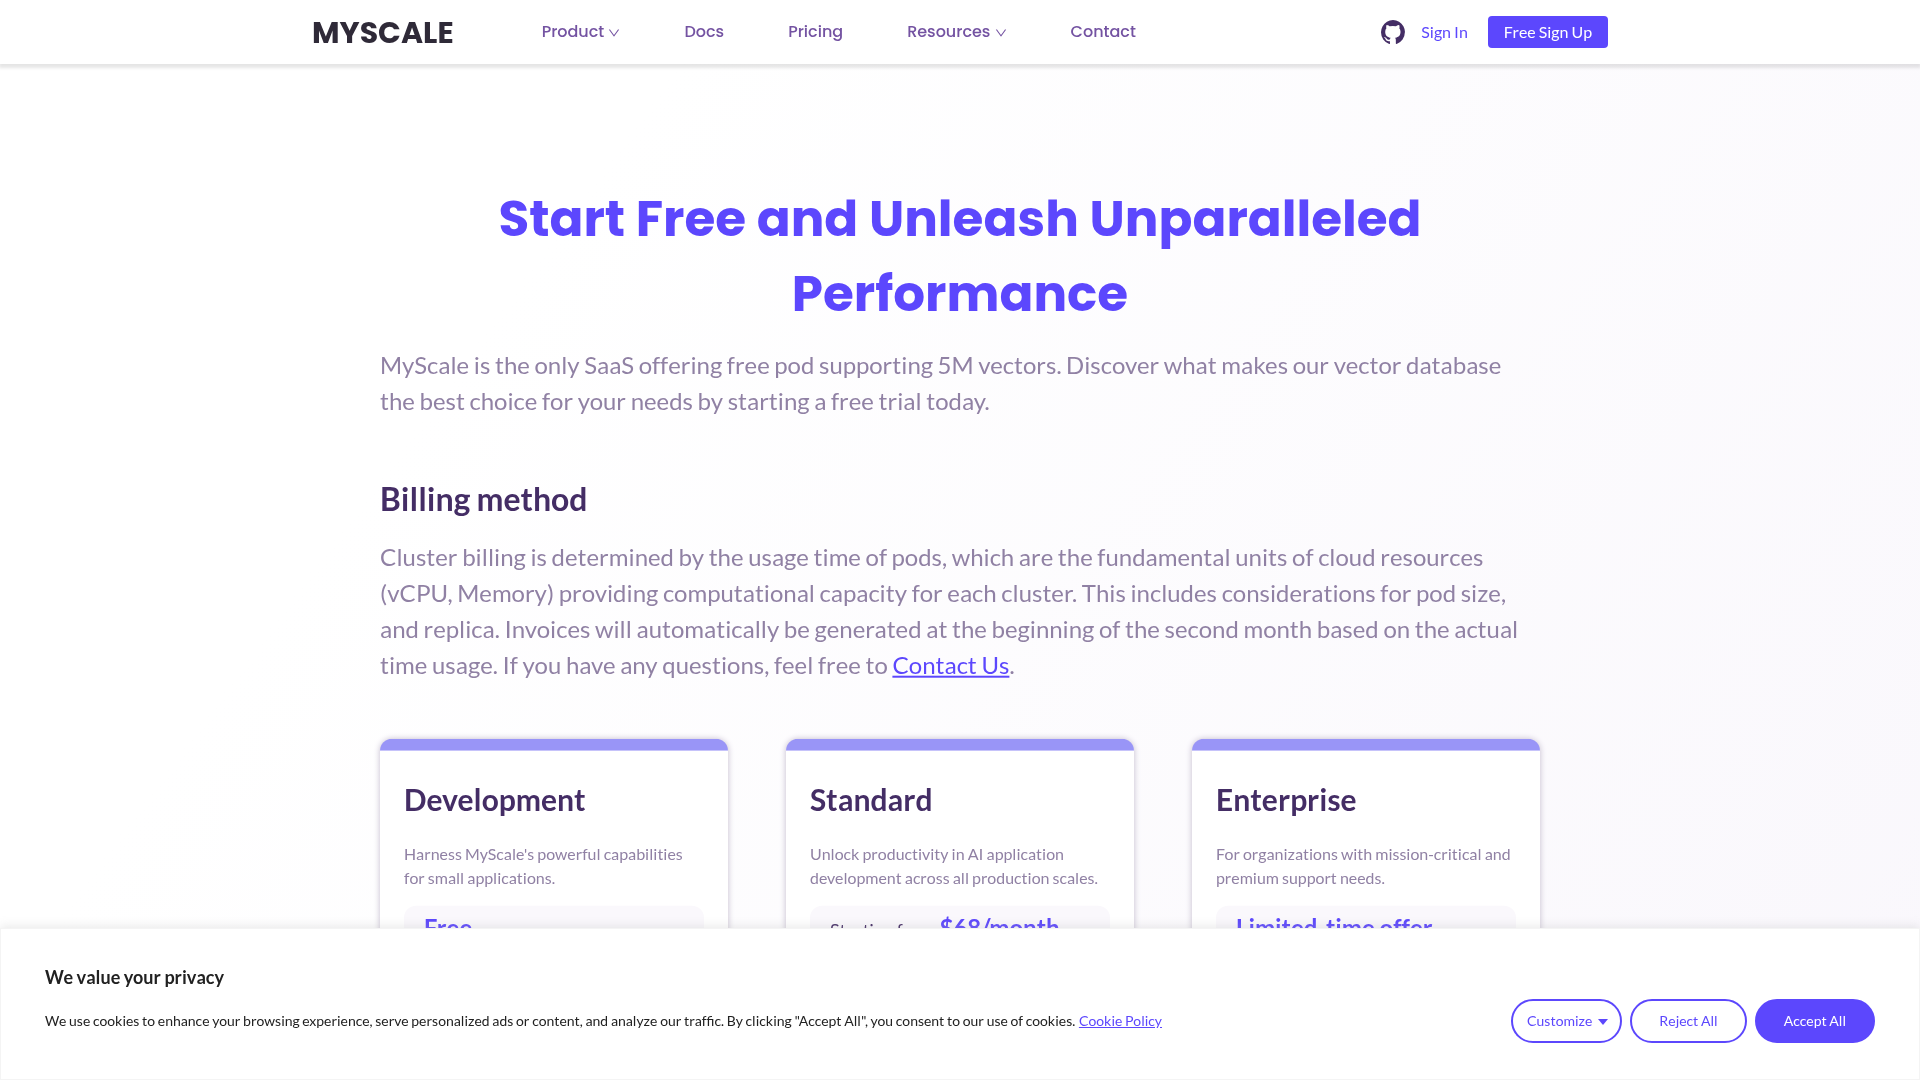 MYSCALE
Product
Docs
Pricing
Resources
Contact
Sign In
Free Sign Up
Start Free and Unleash Unparalleled
Performance
MyScale is the only SaaS offering free pod supporting 5M vectors. Discover what makes our vector database
the best choice for your needs by starting a free trial today.
Billing method
Cluster billing is determined by the usage time of pods, which are the fundamental units of cloud resources
(vCPU, Memory) providing computational capacity for each cluster. This includes considerations for pod size,
and replica. Invoices will automatically be generated at the beginning of the second month based on the actual
time usage. If you have any questions, feel free to Contact Us.
Development
Harness MyScale's powerful capabilities
for small applications.
Free
Standard
Unlock productivity in AI application
development across all production scales.
$68/month
Enterprise
For organizations with mission-critical and
premium support needs.
Limited-time offer
We value your privacy
We use cookies to enhance your browsing experience, serve personalized ads or content, and analyze our traffic. By clicking "Accept All", you consent to our use of cookies. Cookie Policy
Customize
Reject All
Accept All